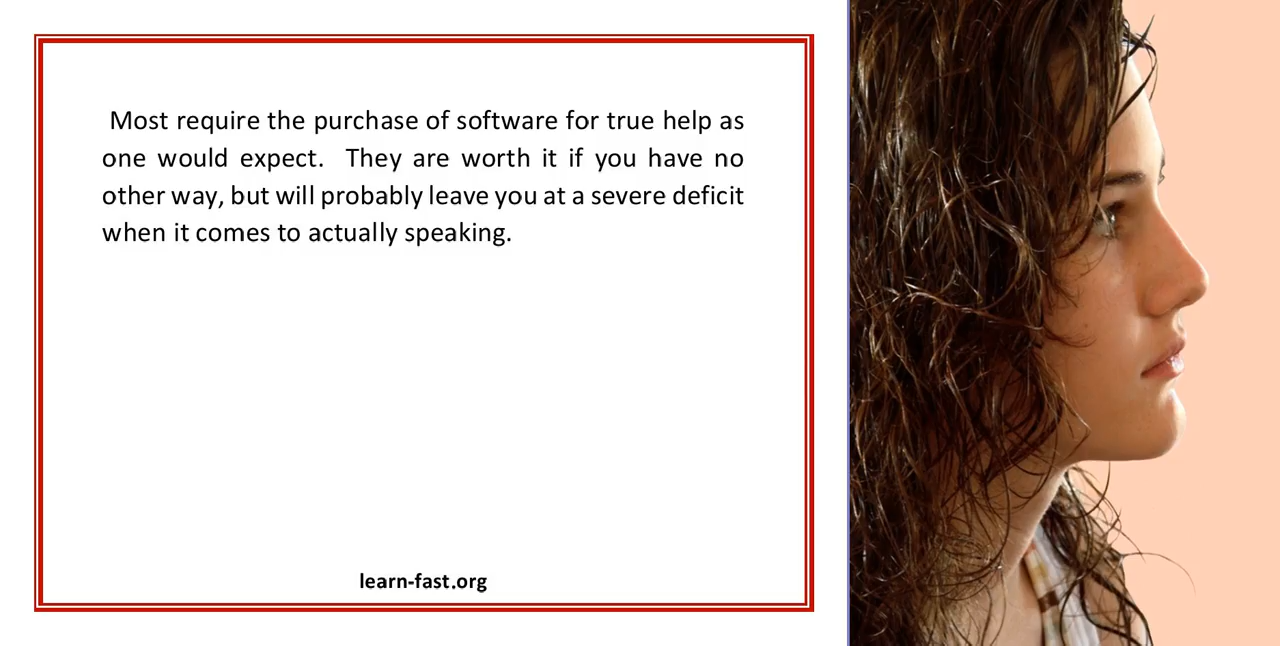 Most require the purchase of software for true help as
one would expect.  They are worth it if you have no
other way, but will probably leave you at a severe deficit
when it comes to actually speaking.
learn-fast.org